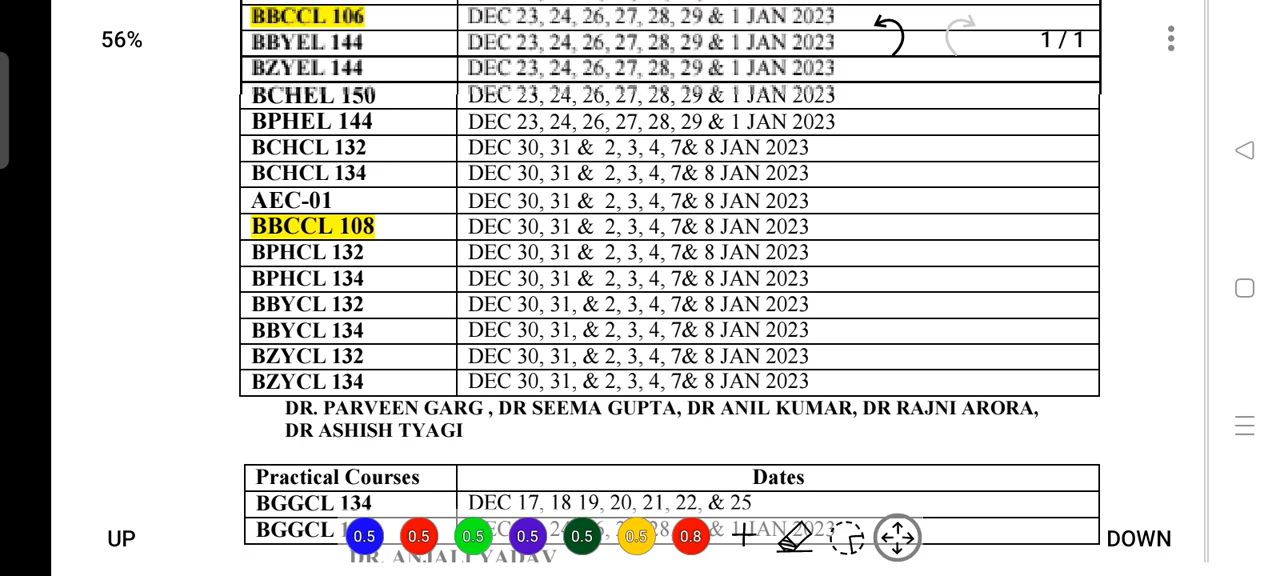 BBCCL 106 DEC 23, 24, 26, 27, 28, 29 & 1 JAN 2023
56% 1 / 1
BBYEL 144 DEC 23, 24, 26, 27, 28, 29 & 1 JAN 2023
BZYEL 144 DEC 23, 24, 26, 27, 28, 29 & 1 JAN 2023
BCHEL 150 DEC 23, 24, 26, 27, 28, 29 & 1 JAN 2023
BPHEL 144 DEC 23, 24, 26, 27, 28, 29 & 1 JAN 2023
BCHCL 132 DEC 30, 31 & 2, 3, 4, 7& 8 JAN 2023
BCHCL 134 DEC 30, 31 & 2, 3, 4, 7& 8 JAN 2023
AEC-01 DEC 30, 31 & 2, 3, 4, 7& 8 JAN 2023
BBCCL 108 DEC 30, 31 & 2, 3, 4, 7& 8 JAN 2023
BPHCL 132 DEC 30, 31 & 2, 3, 4, 7& 8 JAN 2023
BPHCL 134 DEC 30, 31 & 2, 3, 4, 7& 8 JAN 2023
BBYCL 132 DEC 30, 31, & 2, 3, 4, 7& 8 JAN 2023
BBYCL 134 DEC 30, 31, & 2, 3, 4, 7& 8 JAN 2023
BZYCL 132 DEC 30, 31, & 2, 3, 4, 7& 8 JAN 2023
BZYCL 134 DEC 30, 31, & 2, 3, 4, 7& 8 JAN 2023
DR. PARVEEN GARG , DR SEEMA GUPTA, DR ANIL KUMAR, DR RAJNI ARORA,
DR ASHISH TYAGI
Practical Courses Dates
BGGCL 134 DEC 17, 18 19, 20, 21, 22, & 25
BGGCL & 1 JAN 2023
UP 0.5 0.5 0.5 0.5 0.5 0.5 0.8 DOWN
DR. ANJALI YADAV